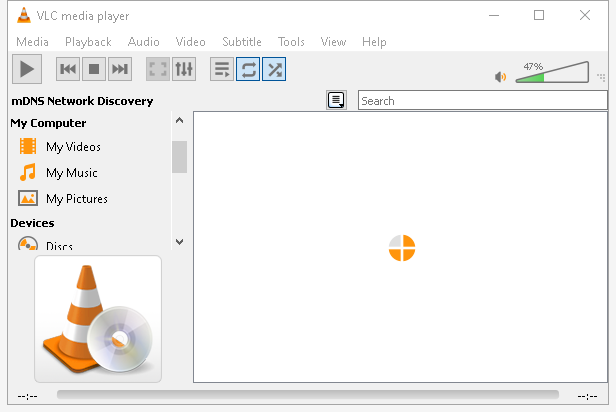 VLC media player
Media Playback Audio Video Subtitle Tools View Help
47%
mDNS Network Discovery
Search
My Computer
My Videos
My Music
My Pictures
Devices
Discs
--:-- --:--